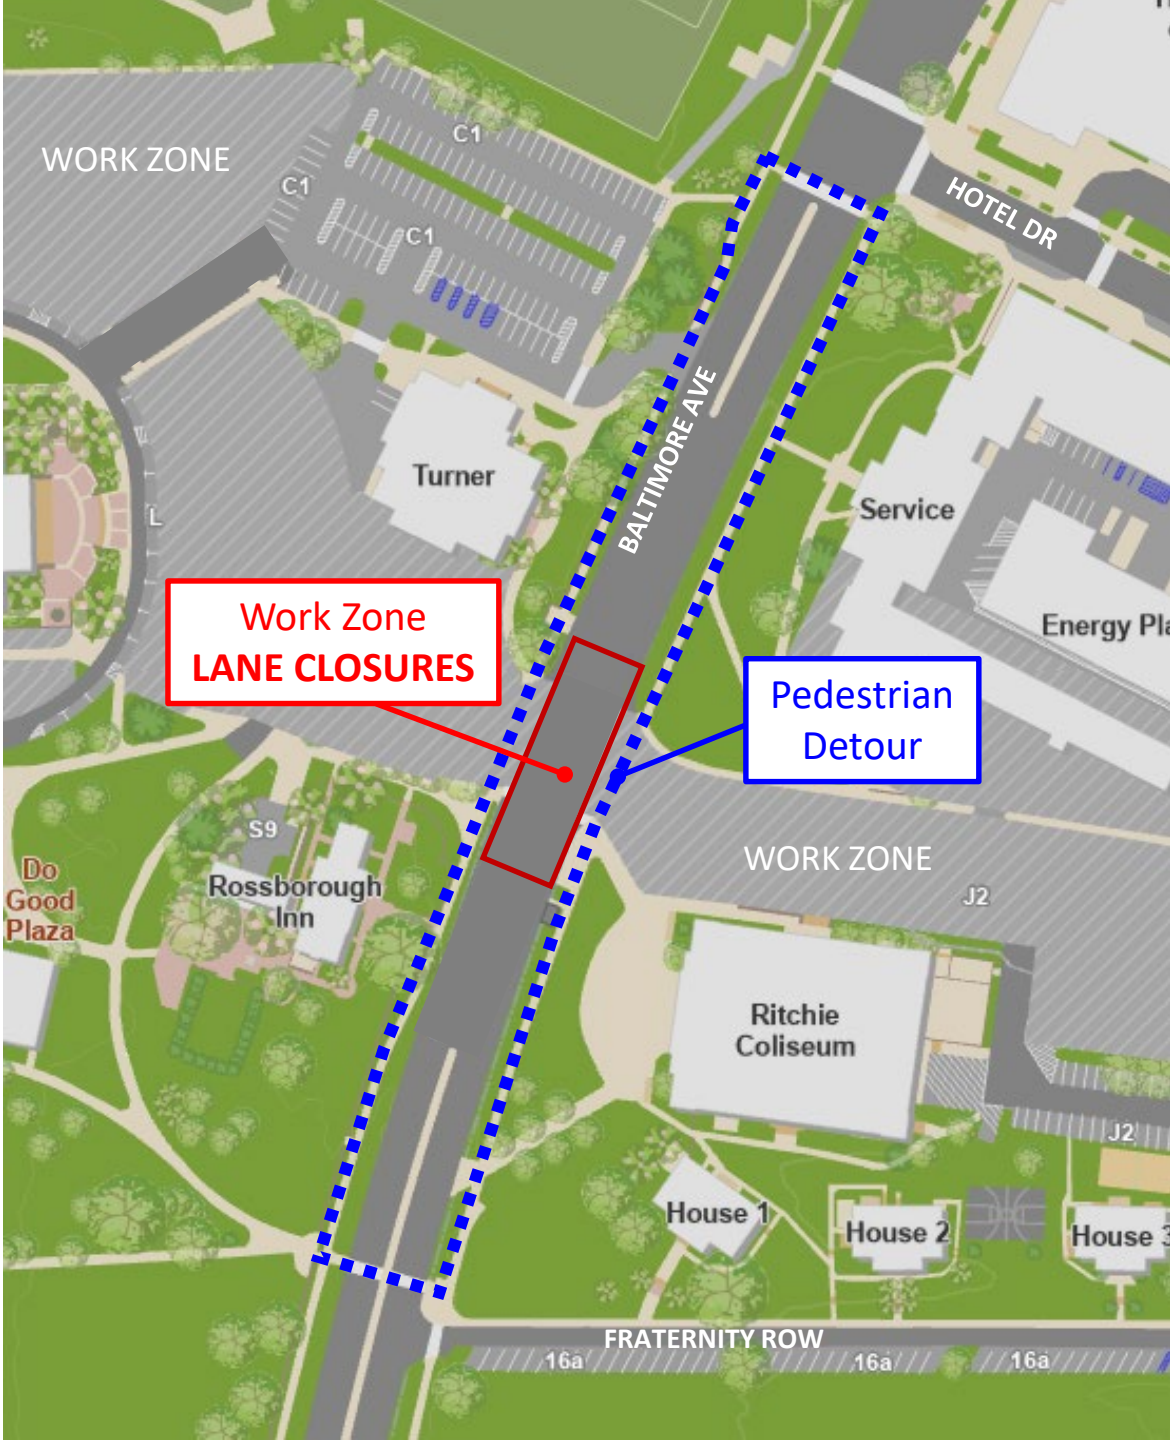 WORK ZONE
C1
C1
C1
HOTEL DR
BALTIMORE AVE
Turner
Service
L
Work Zone
LANE CLOSURES
Pedestrian
Detour
S9
Rossborough
Inn
Do
Good
Plaza
WORK ZONE
J2
Ritchie
Coliseum
J2
House 1
House 2
House 3
FRATERNITY ROW
16a
16a
16a
Energy